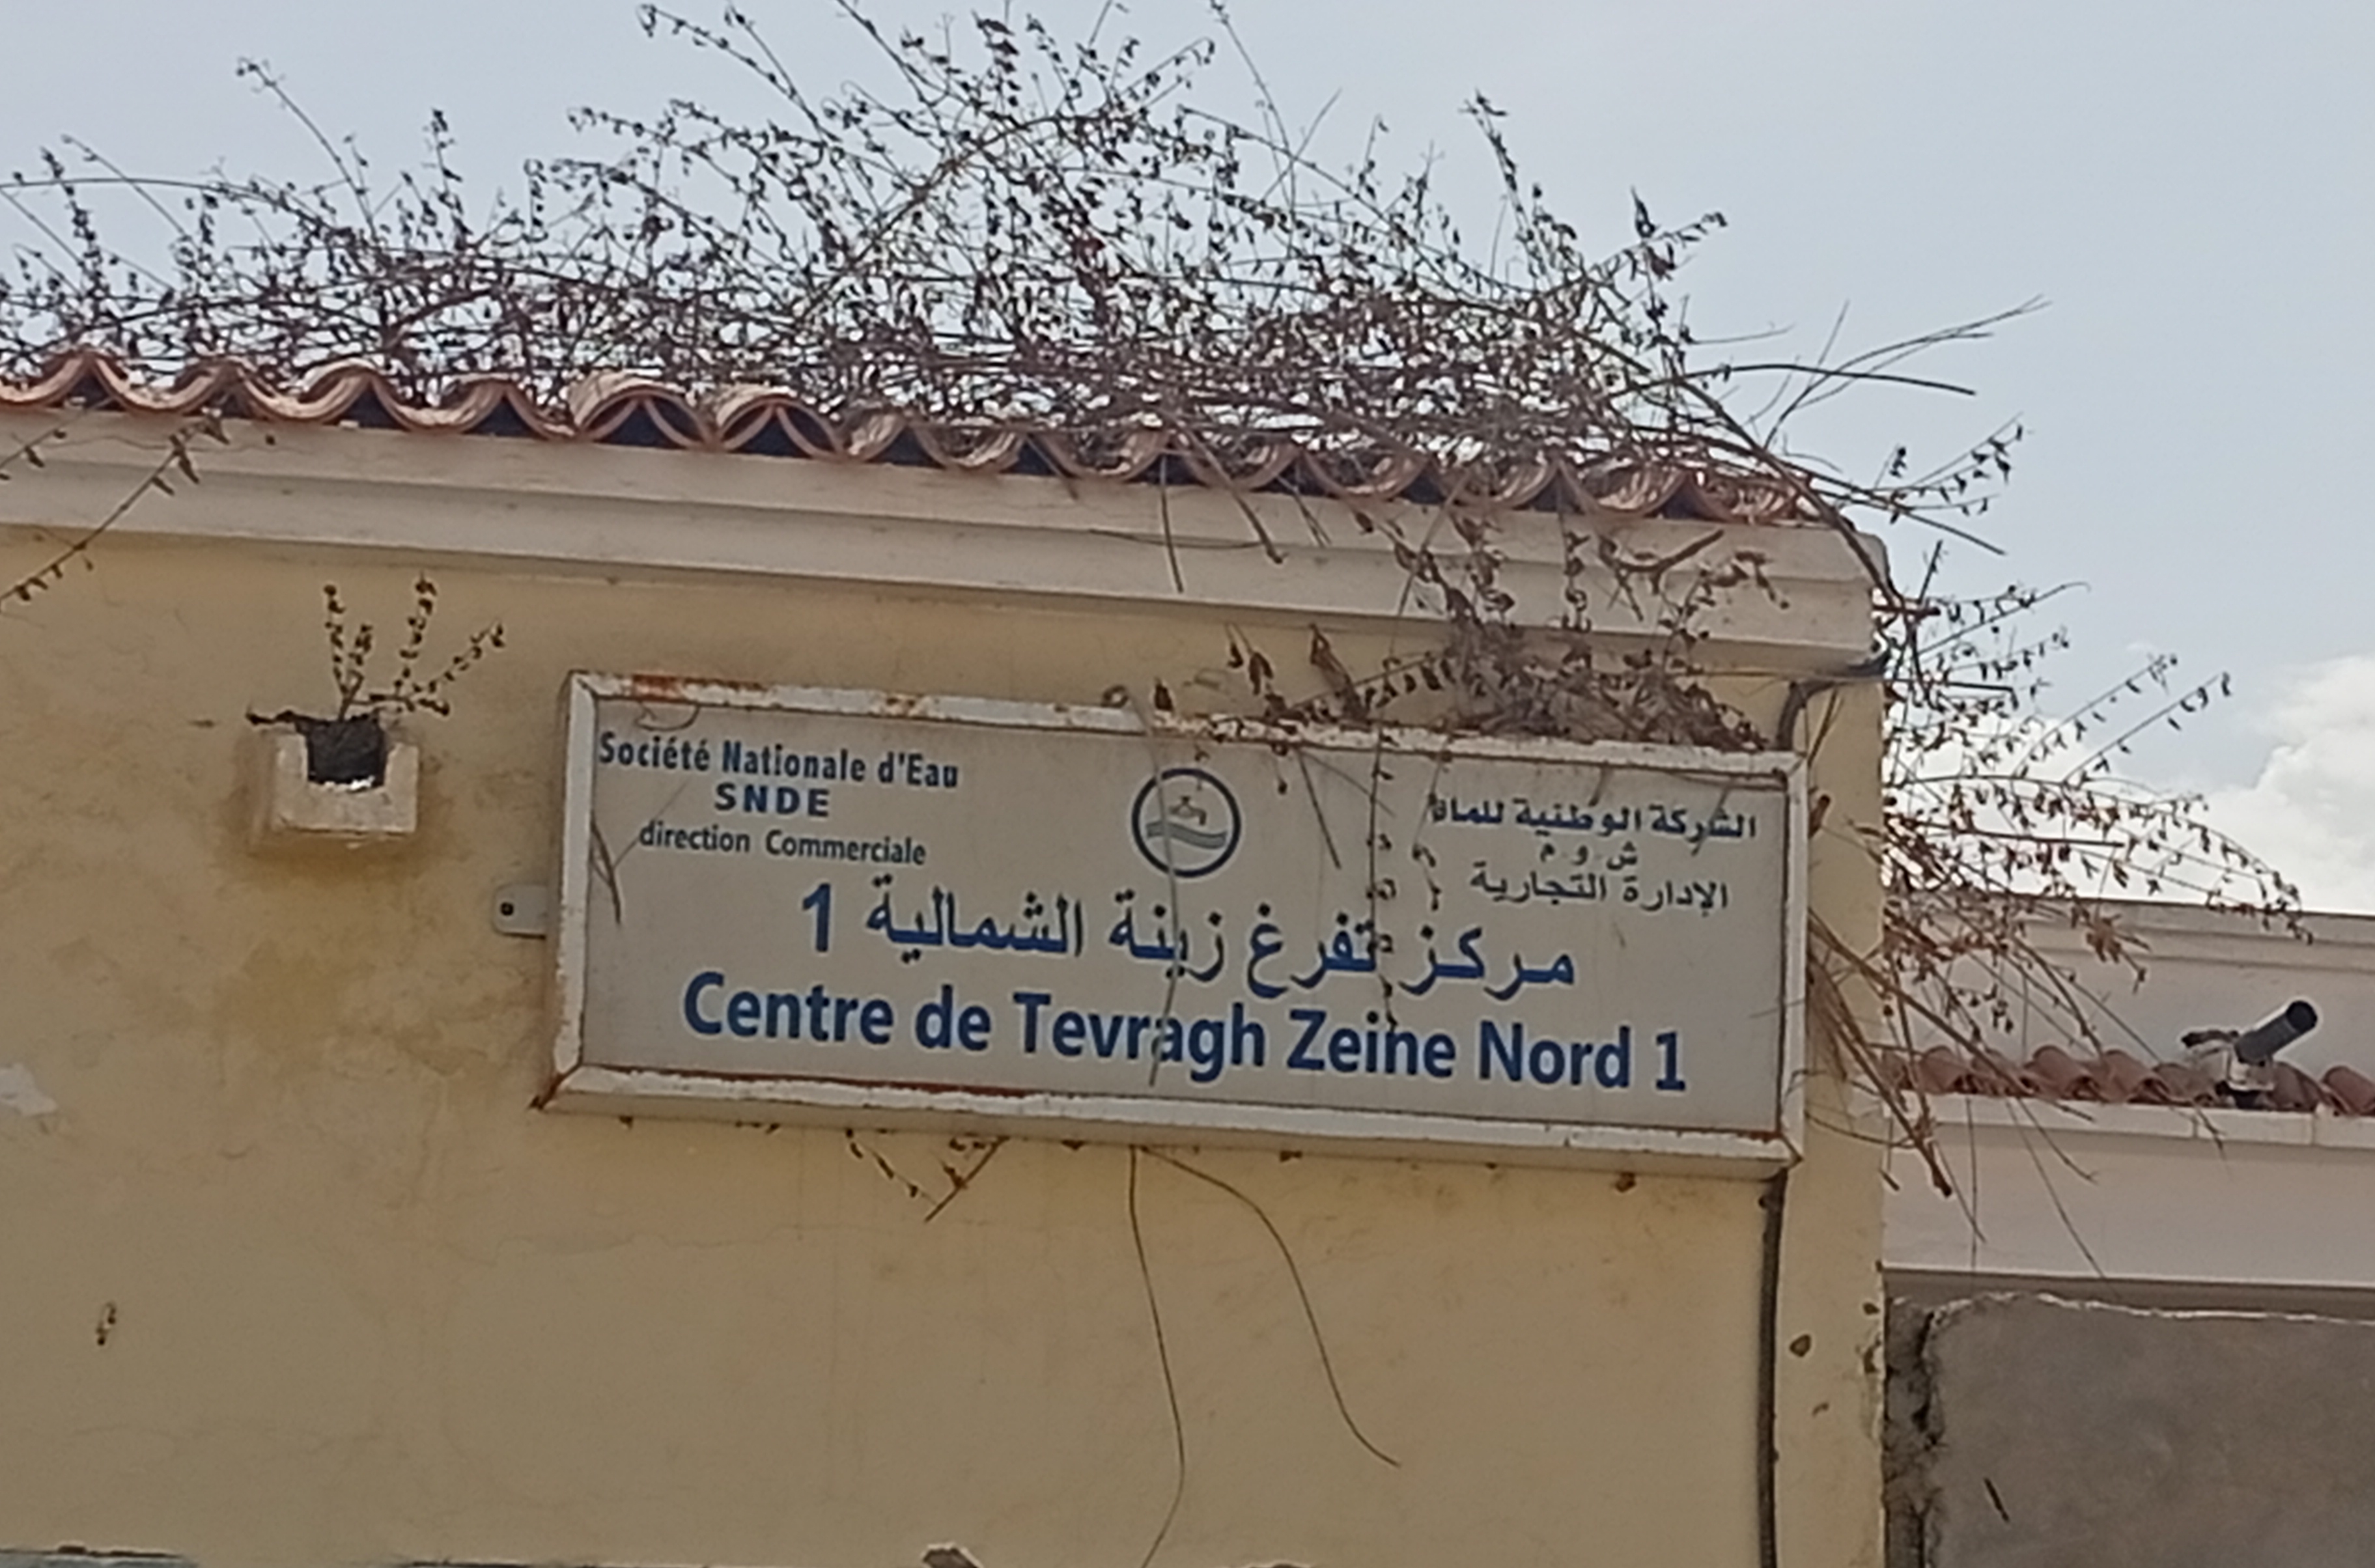 Société Nationale d'Eau
SNDE
direction Commerciale
الشركة الوطنية للماء
ش و م
الإدارة التجارية
مركز تفرغ زينة الشمالية 1
Centre de Tevragh Zeine Nord 1